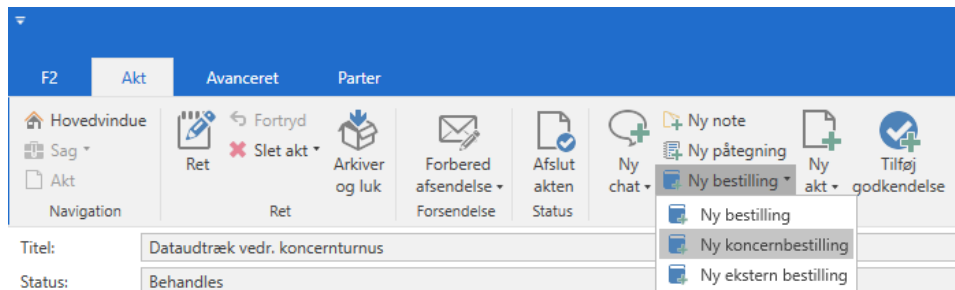 F2 Akt Avanceret Parter
Hovedvindue
Sag
Akt
Navigation
Ret
Fortryd
Slet akt
Arkiver
og luk
Ret
Forbered
afsendelse
Forsendelse
Afslut
akten
Status
Ny
chat
Ny note
Ny påtegning
Ny bestilling
Ny
akt
Tilføj
godkendelse
Ny bestilling
Ny koncernbestilling
Ny ekstern bestilling
Titel: Dataudtræk vedr. koncernturnus
Status: Behandles